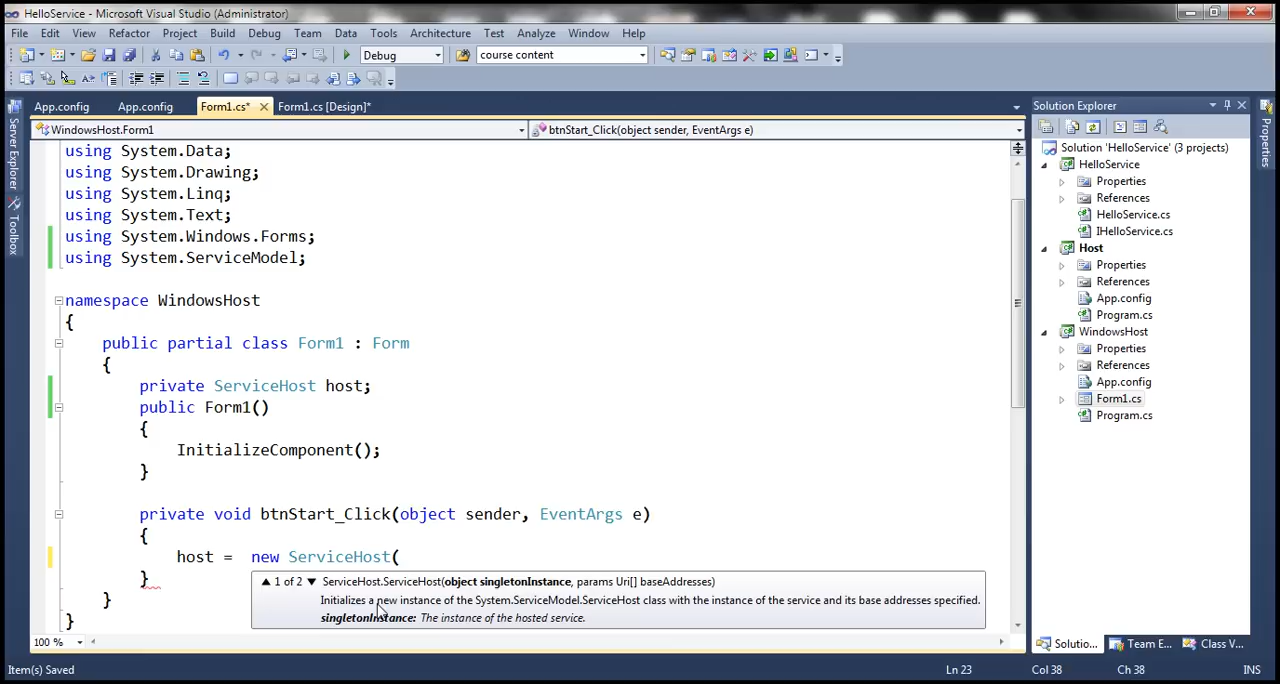 HelloService - Microsoft Visual Studio (Administrator)
File Edit View Refactor Project Build Debug Team Data Tools Architecture Test Analyze Window Help
Debug course content
App.config App.config Form1.cs* Form1.cs [Design]*
WindowsHost.Form1 btnStart_Click(object sender, EventArgs e)
using System.Data;
using System.Drawing;
using System.Linq;
using System.Text;
using System.Windows.Forms;
using System.ServiceModel;
namespace WindowsHost
{
public partial class Form1 : Form
{
private ServiceHost host;
public Form1()
{
InitializeComponent();
}
private void btnStart_Click(object sender, EventArgs e)
{
host = new ServiceHost(
}
1 of 2 ServiceHost.ServiceHost(object singletonInstance, params Uri[] baseAddresses)
Initializes a new instance of the System.ServiceModel.ServiceHost class with the instance of the service and its base addresses specified.
singletonInstance: The instance of the hosted service.
}
}
100 %
Server Explorer
Toolbox
Solution Explorer
Solution 'HelloService' (3 projects)
HelloService
Properties
References
HelloService.cs
IHelloService.cs
Host
Properties
References
App.config
Program.cs
WindowsHost
Properties
References
App.config
Form1.cs
Program.cs
Solutio... Team E... Class V...
Properties
Item(s) Saved Ln 23 Col 38 Ch 38 INS